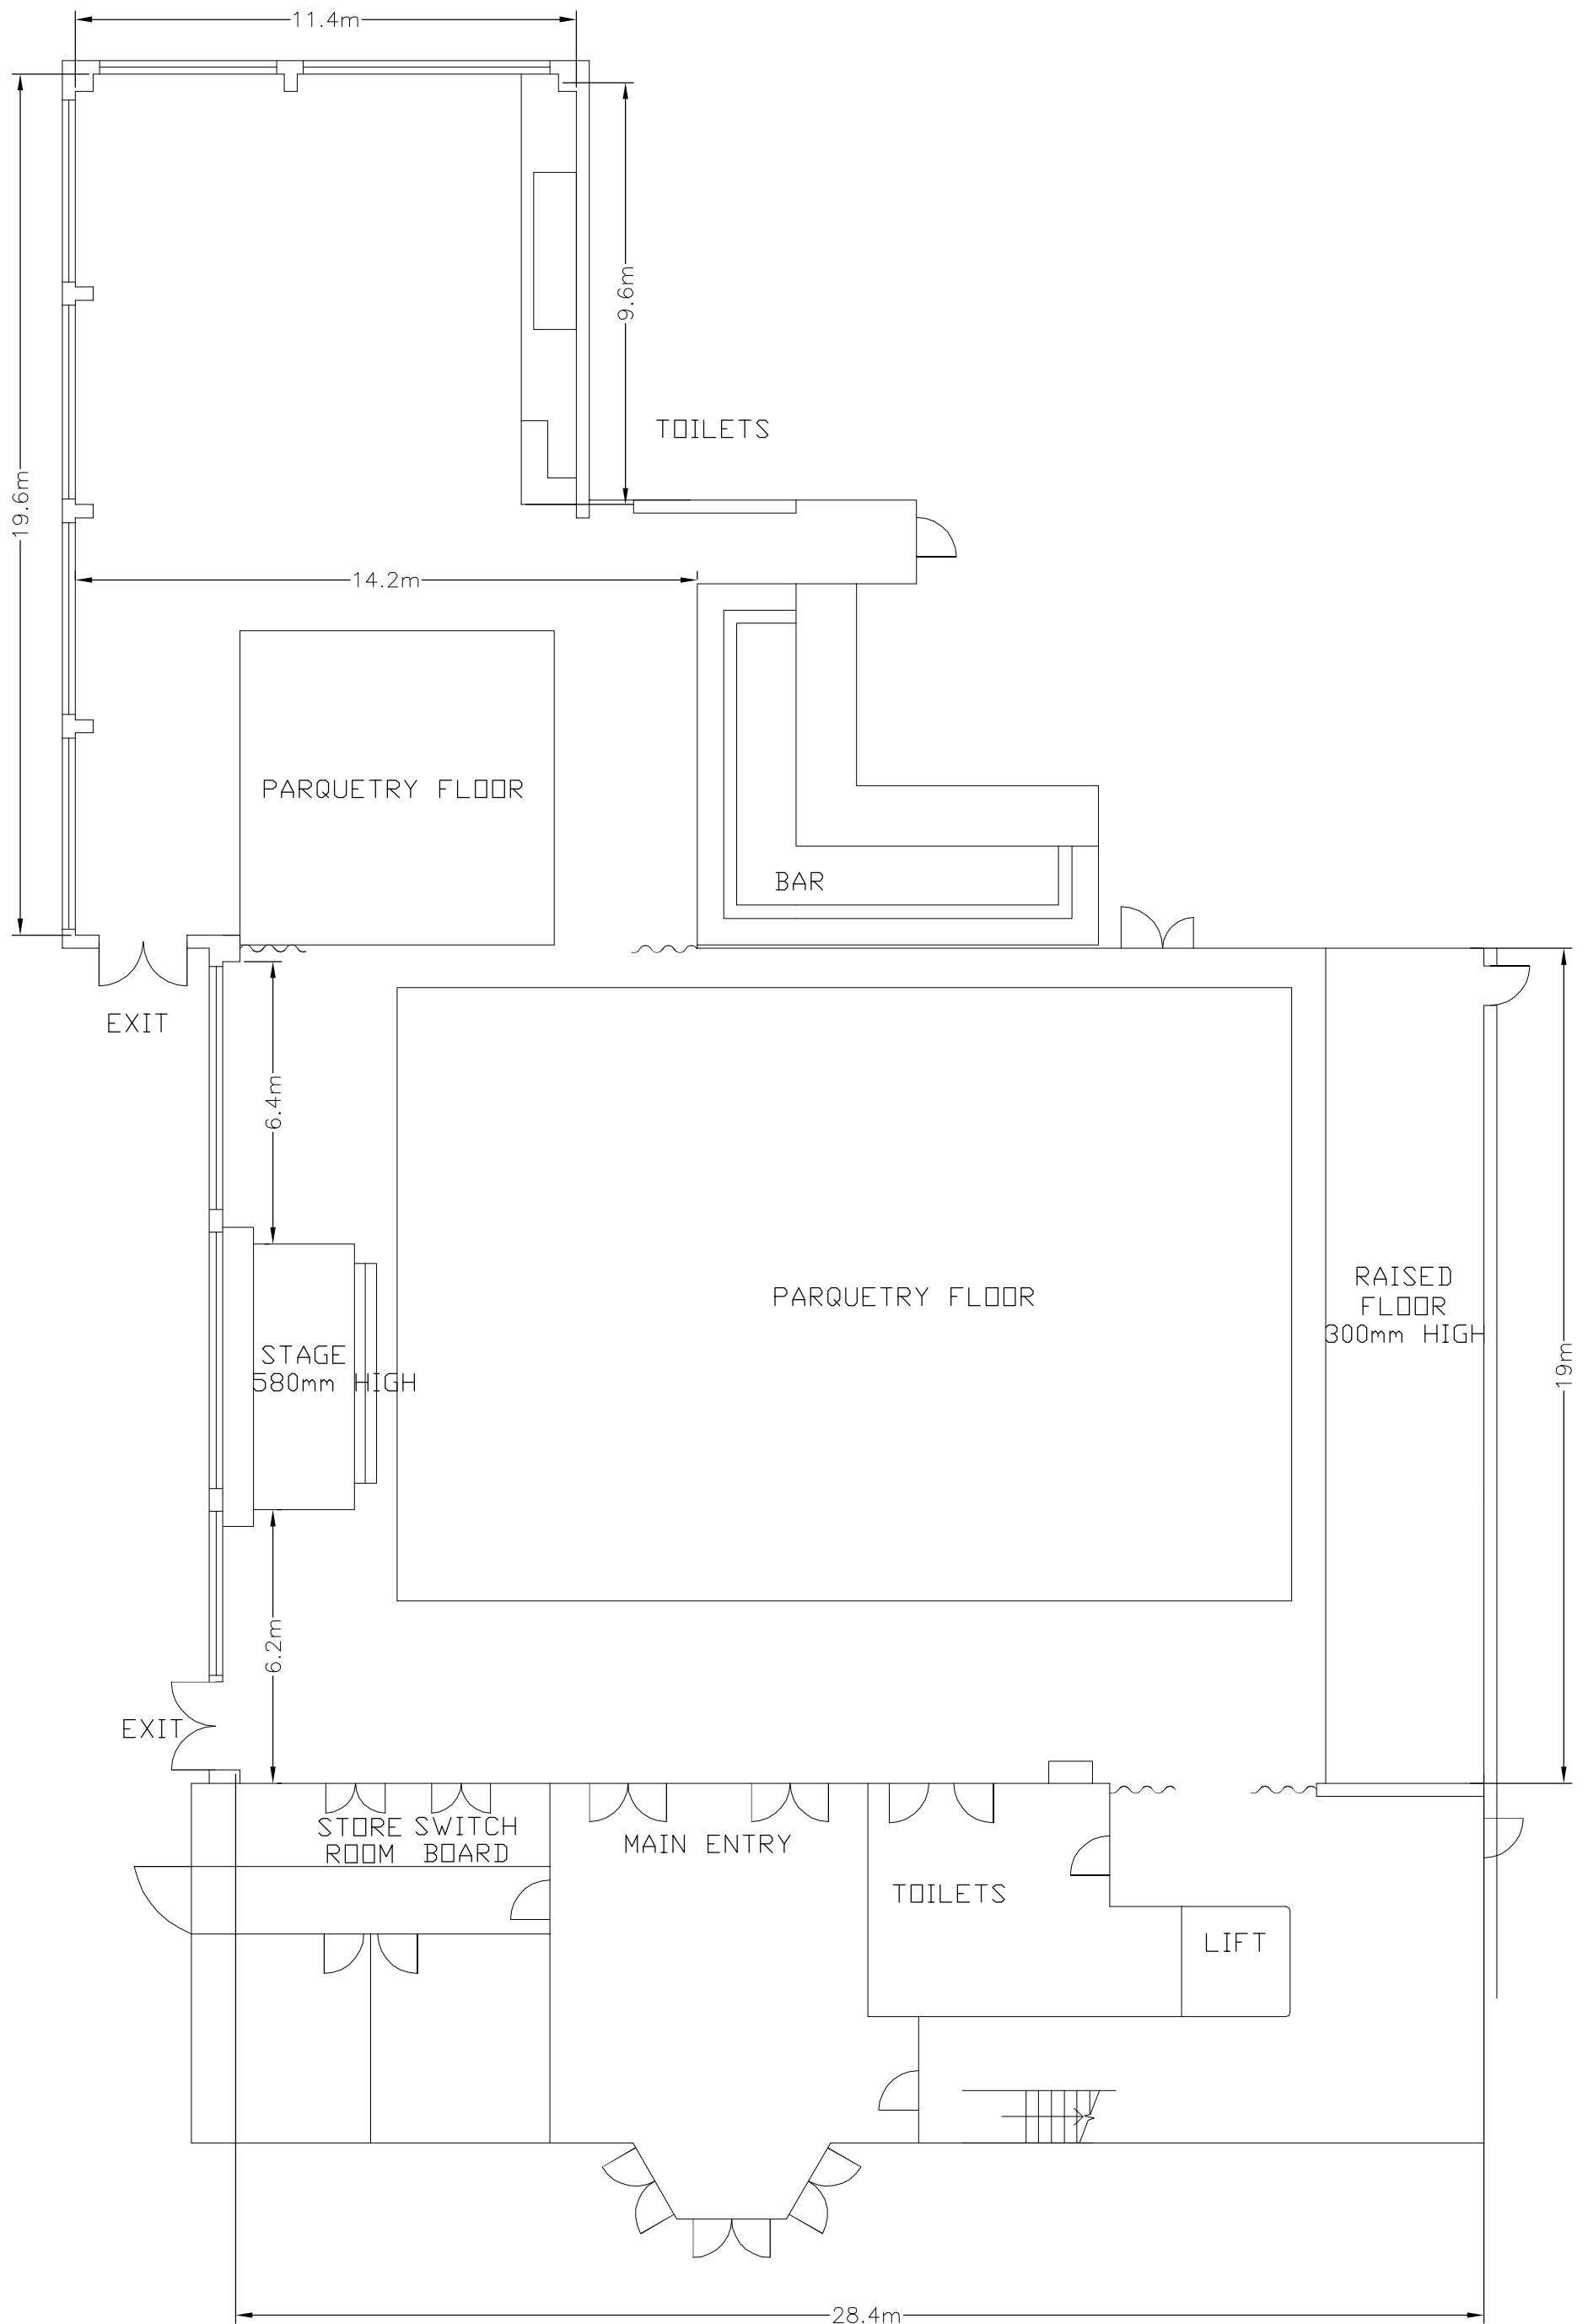 11.4m
9.6m
TOILETS
19.6m
14.2m
PARQUETRY FLOOR
BAR
EXIT
6.4m
PARQUETRY FLOOR
RAISED
FLOOR
300mm HIGH
STAGE
580mm HIGH
19m
6.2m
EXIT
STORE
ROOM
SWITCH
BOARD
MAIN ENTRY
TOILETS
LIFT
28.4m